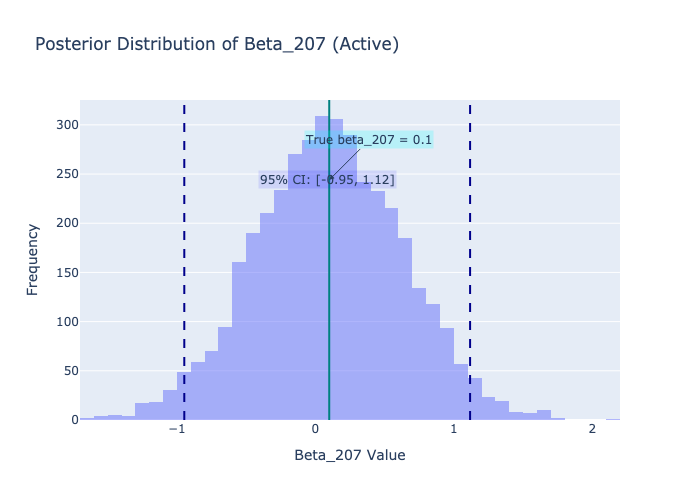 Posterior Distribution of Beta_207 (Active)
300
250
200
150
100
50
0
Frequency
True beta_207 = 0.1
95% CI: [-0.95, 1.12]
−1
0
1
2
Beta_207 Value